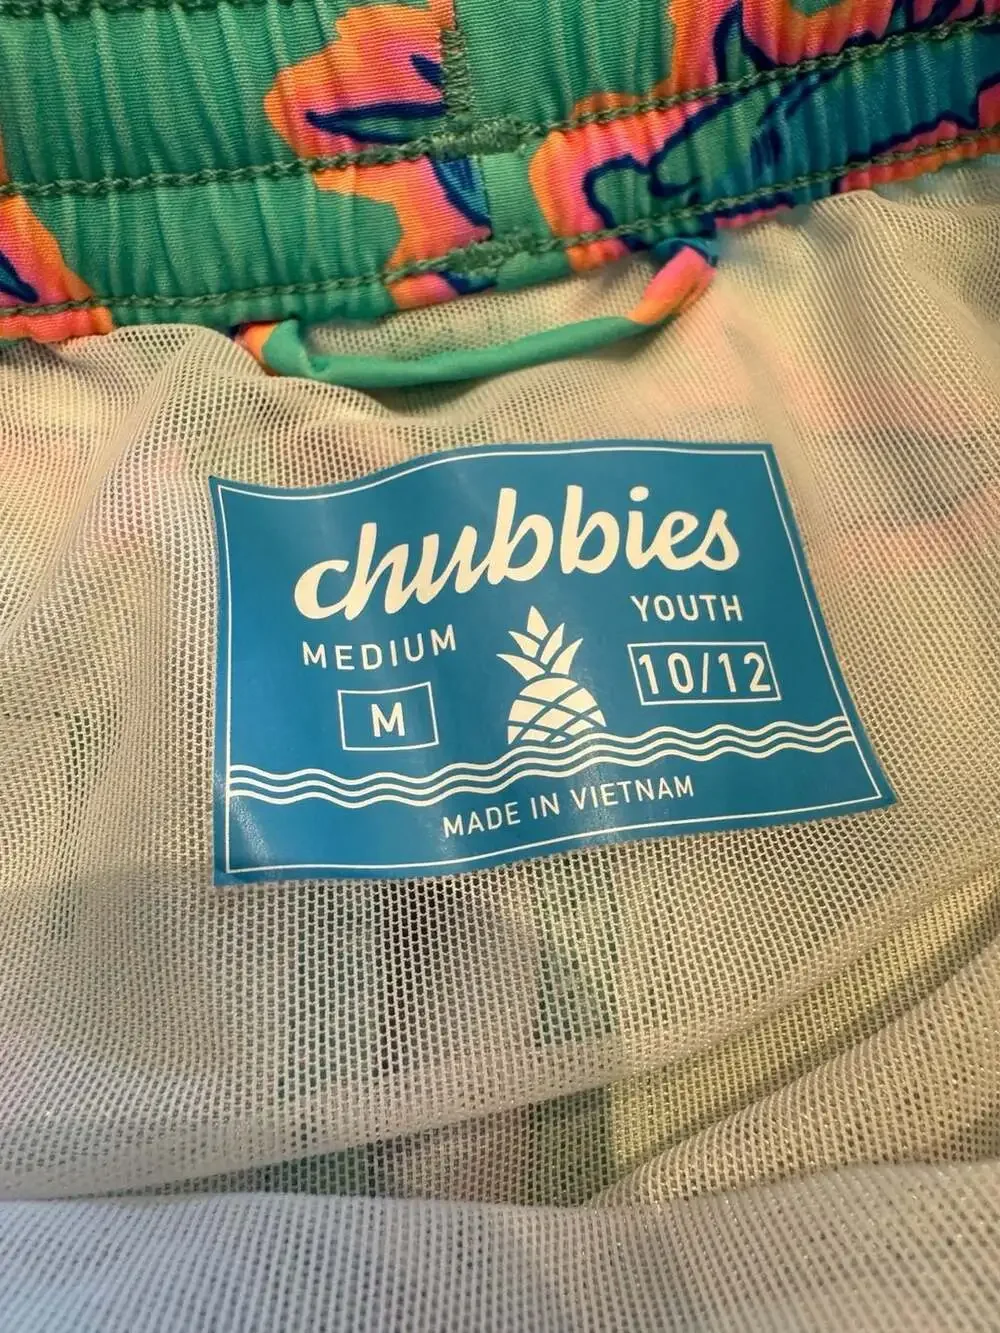 chubbies
MEDIUM
YOUTH
M
10/12
MADE IN VIETNAM